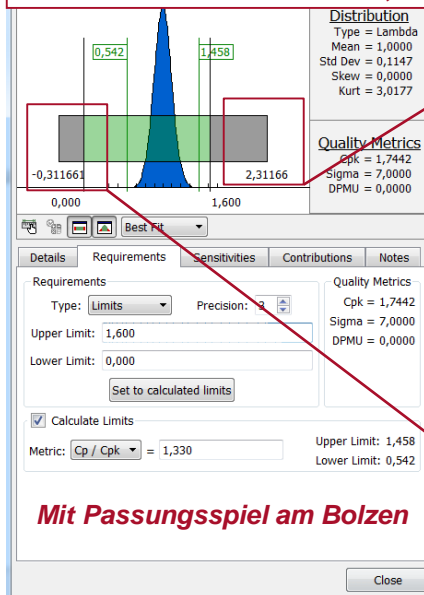 Distribution
Type = Lambda
Mean = 1,0000
Std Dev = 0,1147
Skew = 0,0000
Kurt = 3,0177
0,542
1,458
Quality Metrics
Cpk = 1,7442
Sigma = 7,0000
DPMU = 0,0000
-0,311661
2,31166
0,000
1,600
Best Fit
Details
Requirements
Sensitivities
Contributions
Notes
Requirements
Type: Limits
Precision: 3
Upper Limit: 1,600
Lower Limit: 0,000
Set to calculated limits
Quality Metrics
Cpk = 1,7442
Sigma = 7,0000
DPMU = 0,0000
Calculate Limits
Metric: Cp / Cpk = 1,330
Upper Limit: 1,458
Lower Limit: 0,542
Mit Passungsspiel am Bolzen
Close